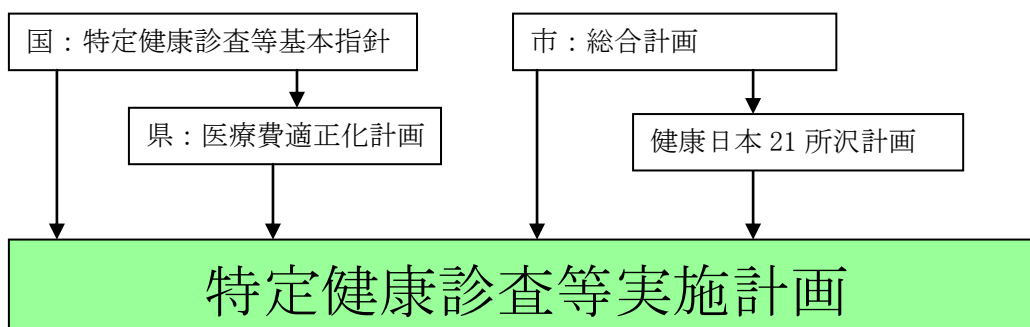 国：特定健康診査等基本指針
市：総合計画
県：医療費適正化計画
健康日本 21 所沢計画
特定健康診査等実施計画